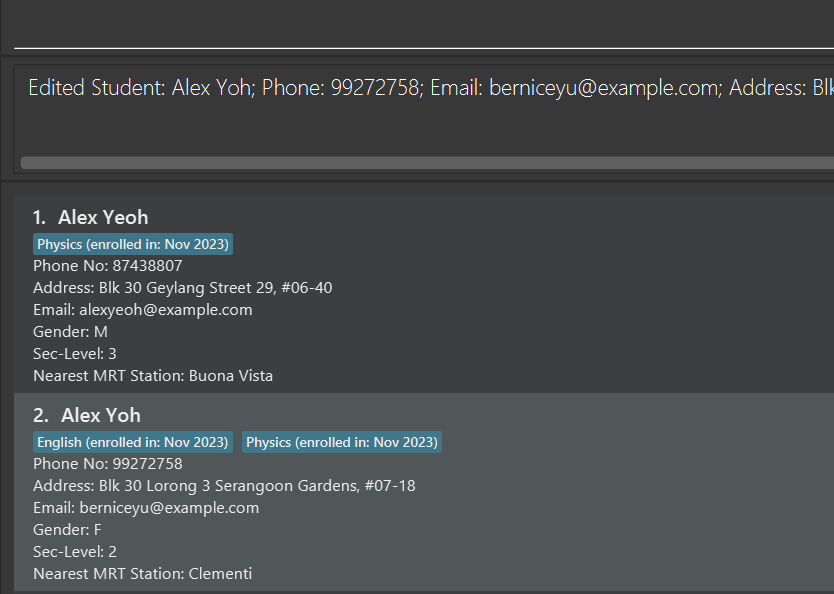 Edited Student: Alex Yoh; Phone: 99272758; Email: berniceyu@example.com; Address: Blk
1. Alex Yeoh
Physics (enrolled in: Nov 2023)
Phone No: 87438807
Address: Blk 30 Geylang Street 29, #06-40
Email: alexyeoh@example.com
Gender: M
Sec-Level: 3
Nearest MRT Station: Buona Vista
2. Alex Yoh
English (enrolled in: Nov 2023) Physics (enrolled in: Nov 2023)
Phone No: 99272758
Address: Blk 30 Lorong 3 Serangoon Gardens, #07-18
Email: berniceyu@example.com
Gender: F
Sec-Level: 2
Nearest MRT Station: Clementi